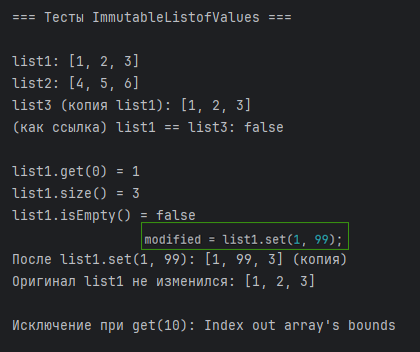 === Тесты ImmutableListofValues ===
list1: [1, 2, 3]
list2: [4, 5, 6]
list3 (копия list1): [1, 2, 3]
(как ссылка) list1 == list3: false
list1.get(0) = 1
list1.size() = 3
list1.isEmpty() = false
modified = list1.set(1, 99);
После list1.set(1, 99): [1, 99, 3] (копия)
Оригинал list1 не изменился: [1, 2, 3]
Исключение при get(10): Index out array's bounds